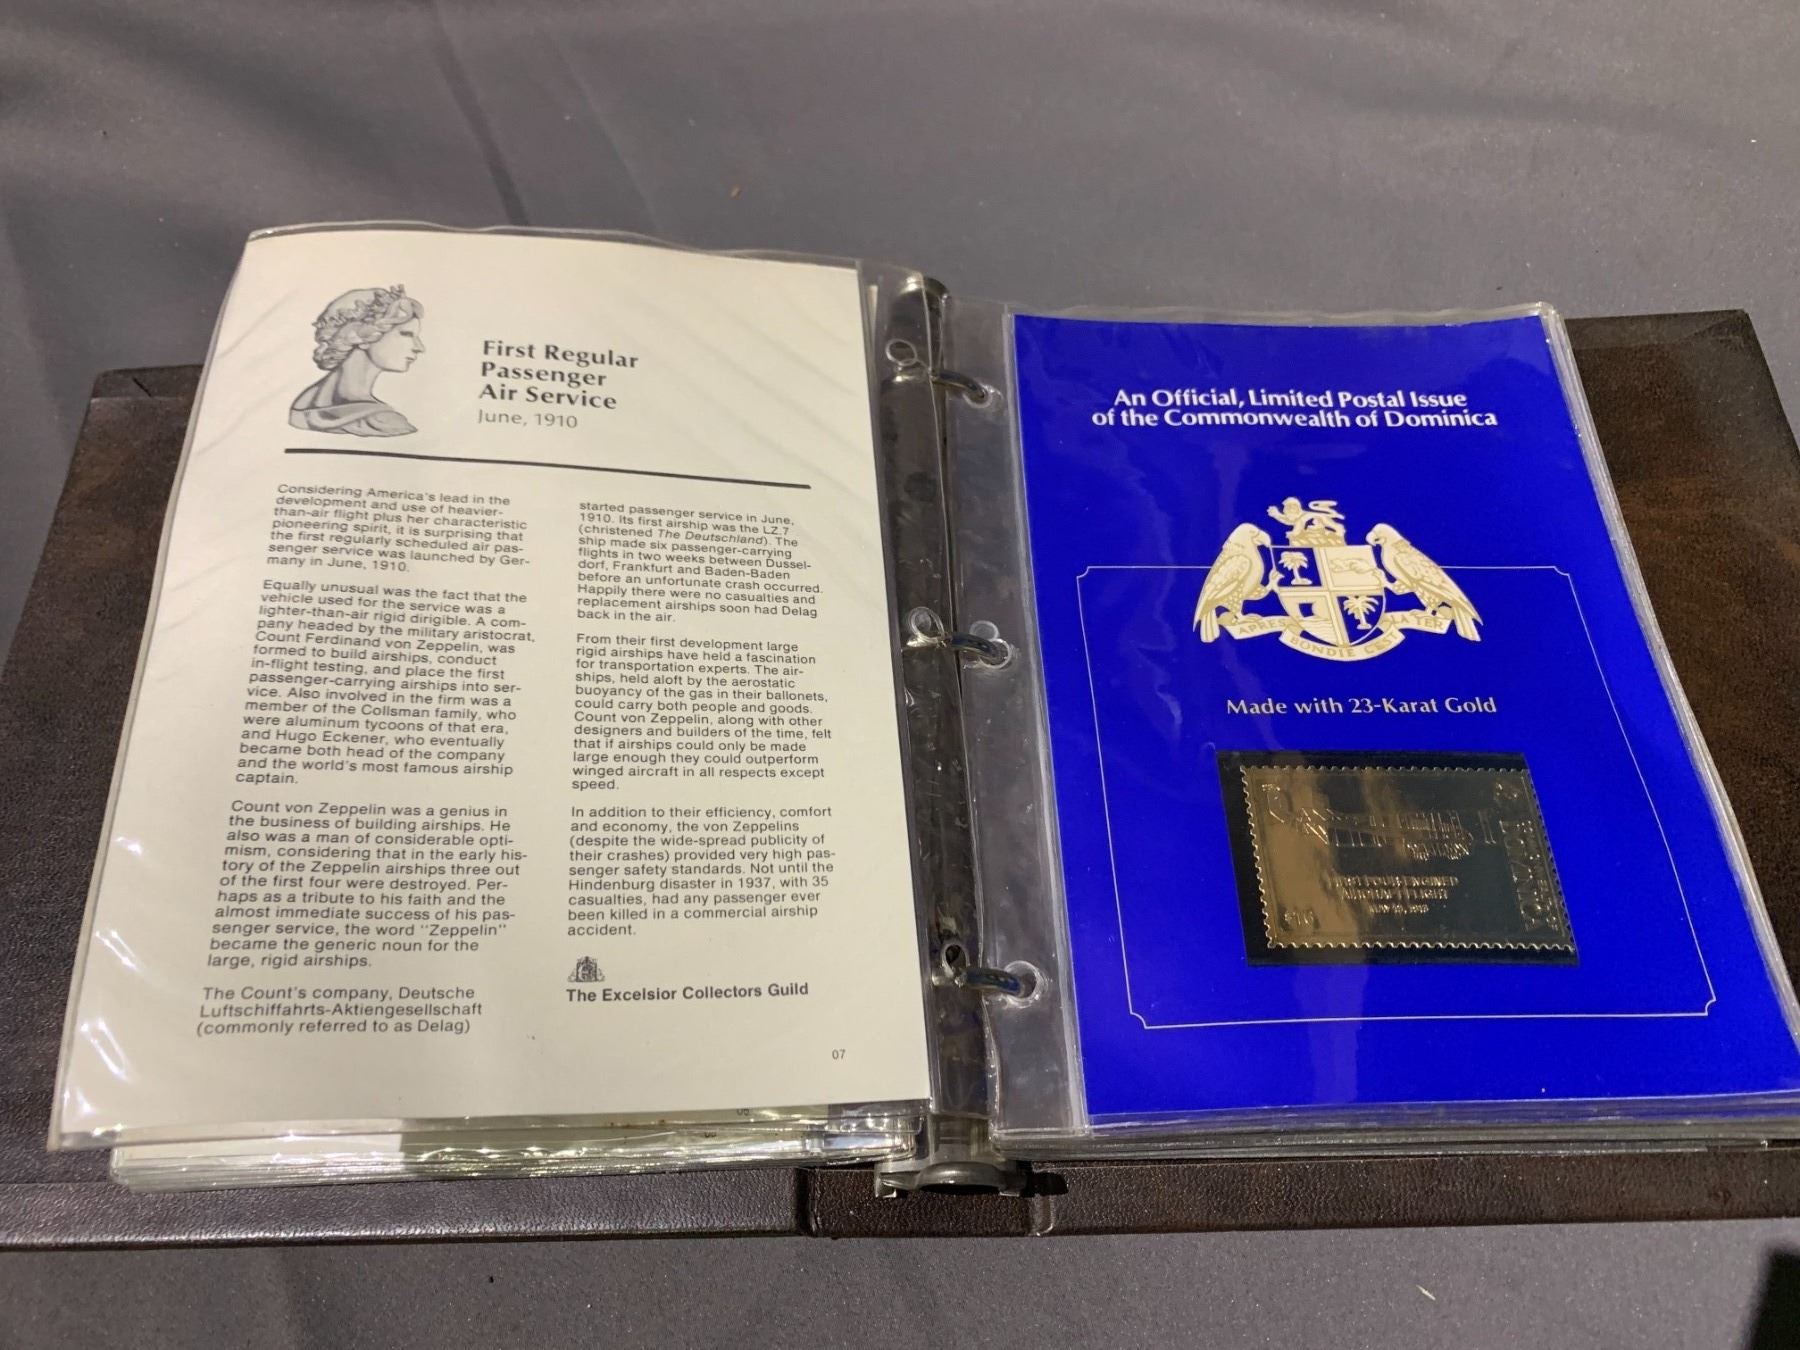 First Regular
Passenger
Air Service
June, 1910
Considering America's lead in the
development and use of heavier-
than-air flight plus her characteristic
pioneering spirit, it is surprising that
the first regularly scheduled air pas-
senger service was launched by Ger-
many in June, 1910.
Equally unusual was the fact that the
vehicle used for the service was a
lighter-than-air rigid dirigible. A com-
pany headed by the military aristocrat,
Count Ferdinand von Zeppelin, was
formed to build airships, conduct
in-flight testing, and place the first
passenger-carrying airships into ser-
vice. Also involved in the firm was a
member of the Collsman family, who
were aluminum tycoons of that era,
and Hugo Eckener, who eventually
became both head of the company
and the world's most famous airship
captain.
Count von Zeppelin was a genius in
the business of building airships. He
also was a man of considerable opti-
mism, considering that in the early his-
tory of the Zeppelin airships three out
of the first four were destroyed. Per-
haps as a tribute to his faith and the
almost immediate success of his pas-
senger service, the word "Zeppelin"
became the generic noun for the
large, rigid airships.
The Count's company, Deutsche
Luftschiffahrts-Aktiengesellschaft
(commonly referred to as Delag)
started passenger service in June,
1910. Its first airship was the LZ.7
(christened The Deutschland). The
ship made six passenger-carrying
flights in two weeks between Dussel-
dorf, Frankfurt and Baden-Baden
before an unfortunate crash occurred.
Happily there were no casualties and
replacement airships soon had Delag
back in the air.
From their first development large
rigid airships have held a fascination
for transportation experts. The air-
ships, held aloft by the aerostatic
buoyancy of the gas in their ballonets,
could carry both people and goods.
Count von Zeppelin, along with other
designers and builders of the time, felt
that if airships could only be made
large enough they could outperform
winged aircraft in all respects except
speed.
In addition to their efficiency, comfort
and economy, the von Zeppelins
(despite the wide-spread publicity of
their crashes) provided very high pas-
senger safety standards. Not until the
Hindenburg disaster in 1937, with 35
casualties, had any passenger ever
been killed in a commercial airship
accident.
The Excelsior Collectors Guild
07
06
An Official, Limited Postal Issue
of the Commonwealth of Dominica
APRES BONDIE C'EST LA TER
Made with 23-Karat Gold
FIRST FOUR-ENGINED
AIRCRAFT FLIGHT
$16